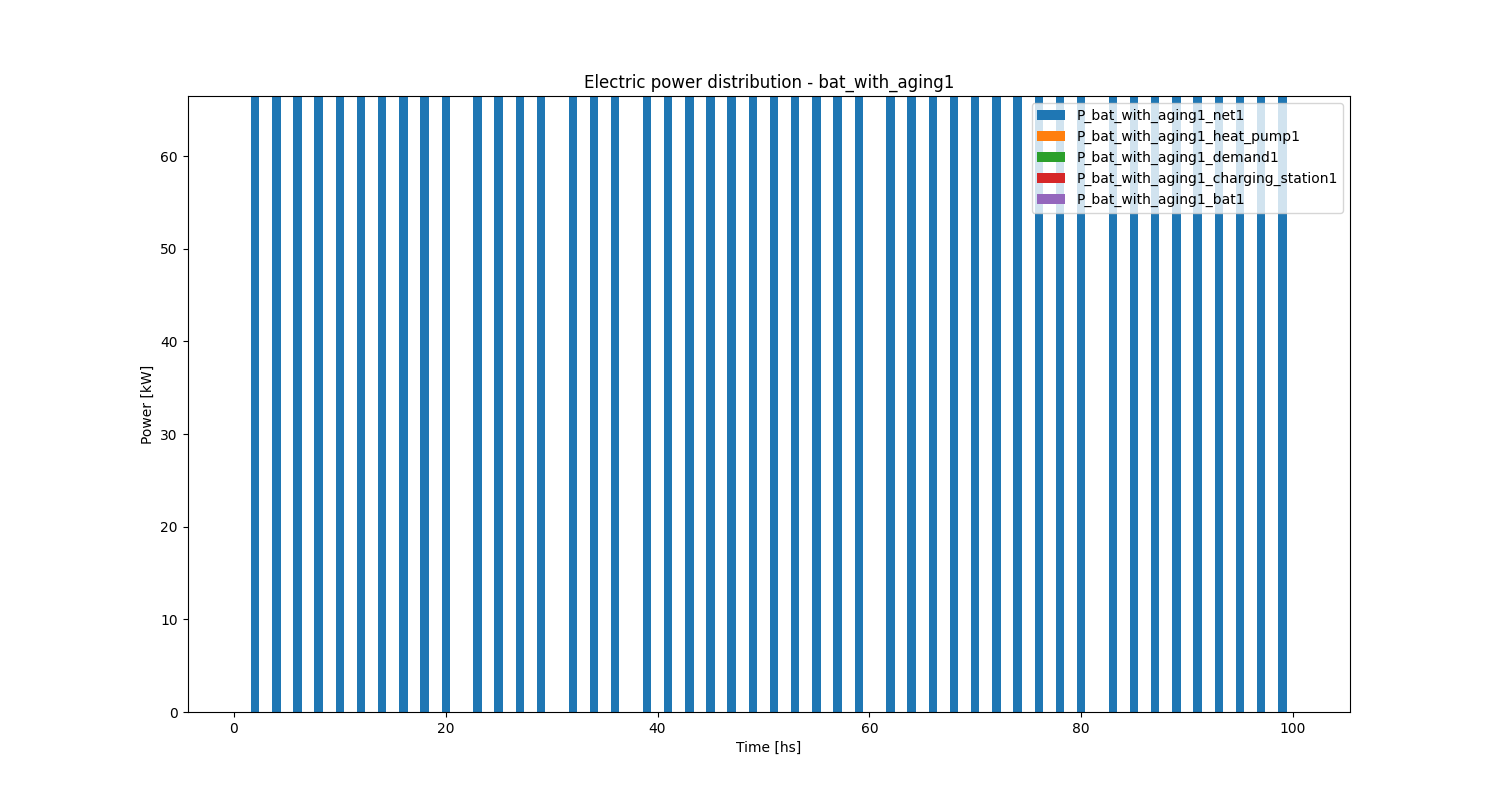 Electric power distribution - bat_with_aging1
P_bat_with_aging1_net1
P_bat_with_aging1_heat_pump1
P_bat_with_aging1_demand1
P_bat_with_aging1_charging_station1
P_bat_with_aging1_bat1
Power [kW]
60
50
40
30
20
10
0
0 20 40 60 80 100
Time [hs]